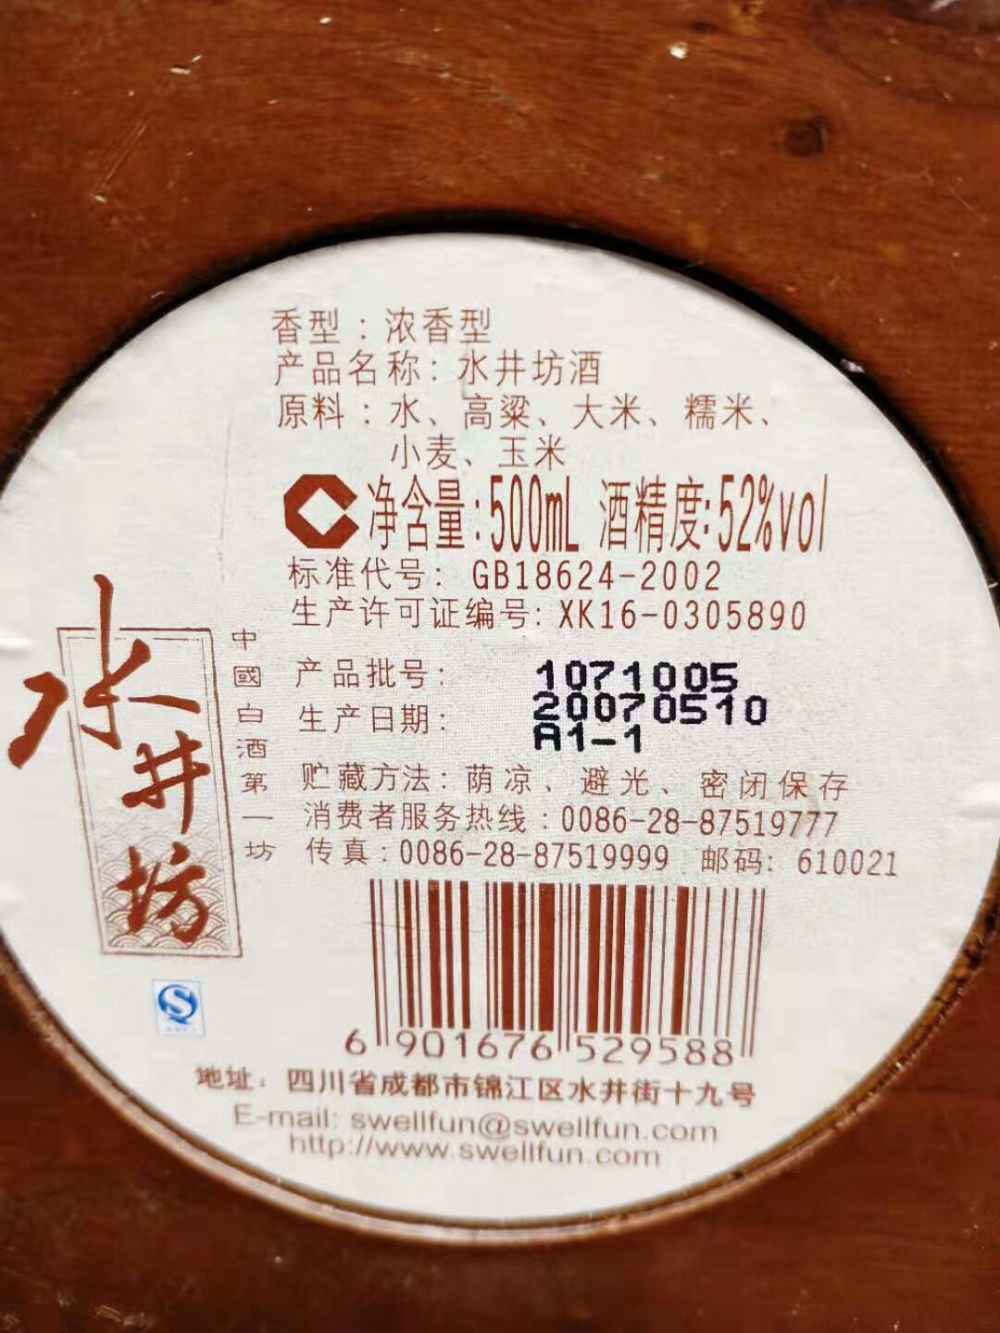 香型：浓香型
产品名称：水井坊酒
原料：水、高粱、大米、糯米、
小麦、玉米
净含量:500mL 酒精度:52%vol
标准代号：GB18624-2002
生产许可证编号：XK16-0305890
产品批号：1071005
生产日期：20070510
A1-1
贮藏方法：荫凉、避光、密闭保存
消费者服务热线：0086-28-87519777
传真：0086-28-87519999 邮码：610021
水井坊
中國白酒第一坊
6 901676 529588
地址：四川省成都市锦江区水井街十九号
E-mail: swellfun@swellfun.com
http://www.swellfun.com